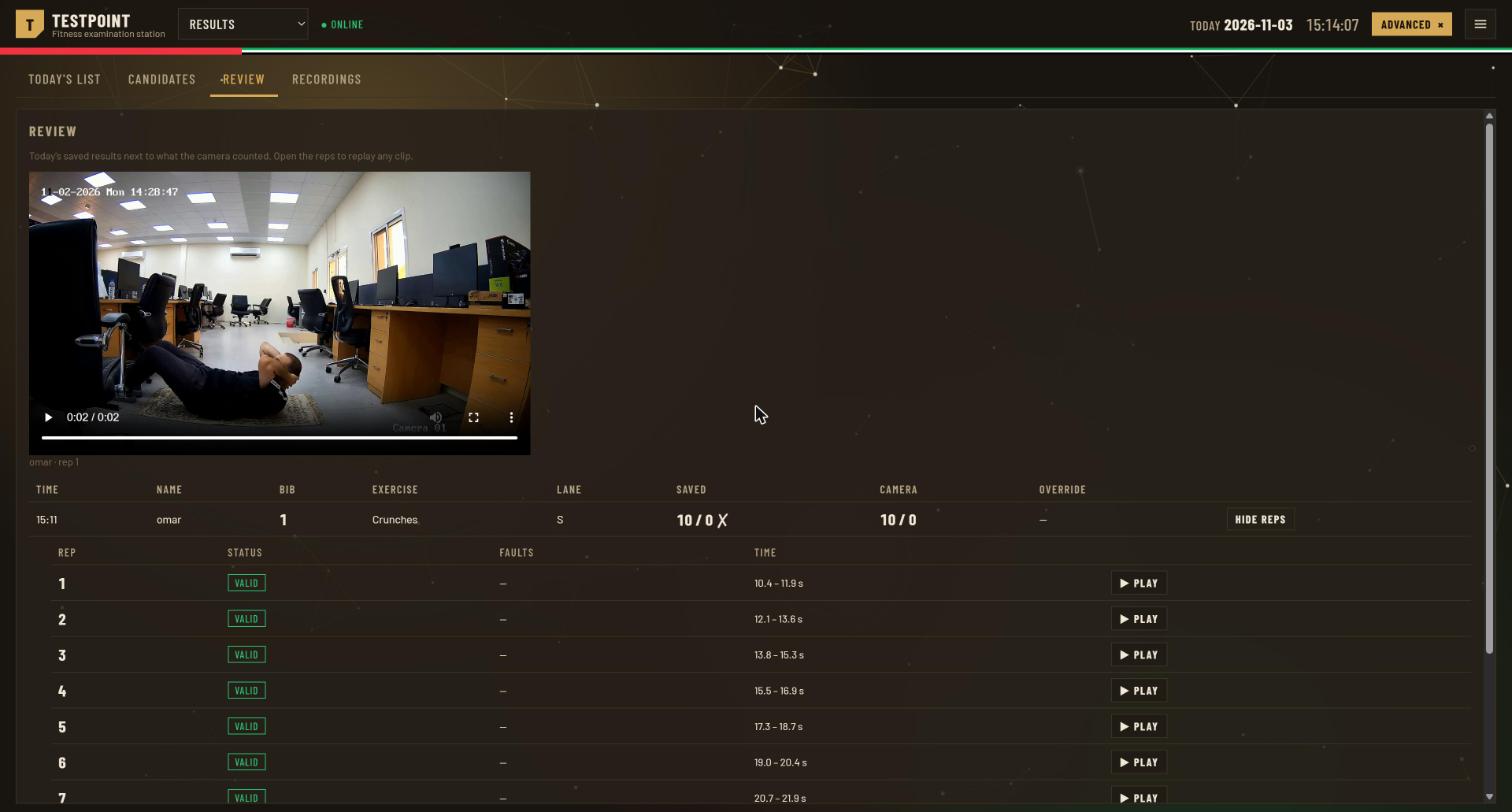 T TESTPOINT
Fitness examination station
RESULTS
ONLINE
TODAY 2026-11-03 15:14:07
ADVANCED ×
TODAY'S LIST CANDIDATES REVIEW RECORDINGS
REVIEW
Today's saved results next to what the camera counted. Open the reps to replay any clip.
11-02-2026 Mon 14:28:47
0:02 / 0:02
Camera 01
omar · rep 1
TIME NAME BIB EXERCISE LANE SAVED CAMERA OVERRIDE
15:11 omar 1 Crunches S 10 / 0 ✗ 10 / 0 — HIDE REPS
REP STATUS FAULTS TIME
1 VALID — 10.4 – 11.9 s ▶ PLAY
2 VALID — 12.1 – 13.6 s ▶ PLAY
3 VALID — 13.8 – 15.3 s ▶ PLAY
4 VALID — 15.5 – 16.9 s ▶ PLAY
5 VALID — 17.3 – 18.7 s ▶ PLAY
6 VALID — 19.0 – 20.4 s ▶ PLAY
7 VALID — 20.7 – 21.9 s ▶ PLAY